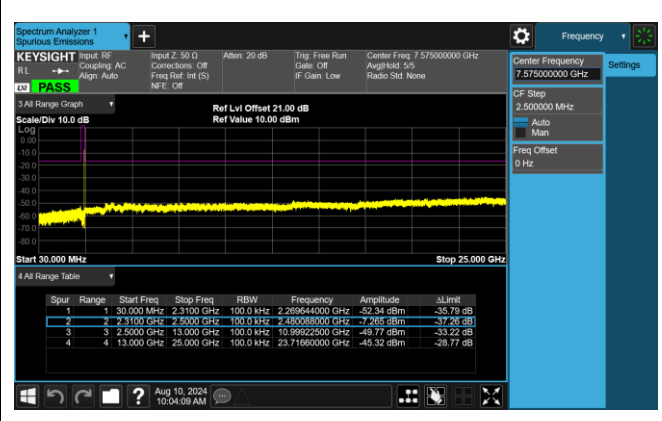 Spectrum Analyzer 1
Spurious Emissions
Frequency
KEYSIGHT
R L
LXI
PASS
Input: RF
Coupling: AC
Align: Auto
Input Z: 50 Ω
Corrections: Off
Freq Ref: Int (S)
NFE: Off
Atten: 20 dB
Trig: Free Run
Gate: Off
IF Gain: Low
Center Freq: 7.575000000 GHz
Avg|Hold: 5/5
Radio Std: None
Center Frequency
7.575000000 GHz
Settings
CF Step
2.500000 MHz
Auto
Man
Freq Offset
0 Hz
3 All Range Graph
Scale/Div 10.0 dB
Ref Lvl Offset 21.00 dB
Ref Value 10.00 dBm
Log
0.00
-10.0
-20.0
-30.0
-40.0
-50.0
-60.0
-70.0
-80.0
Start 30.000 MHz
Stop 25.000 GHz
4 All Range Table
Spur Range Start Freq Stop Freq RBW Frequency Amplitude ΔLimit
1 1 30.000 MHz 2.3100 GHz 100.0 kHz 2.269644000 GHz -52.34 dBm -35.79 dB
2 2 2.3100 GHz 2.5000 GHz 100.0 kHz 2.480088000 GHz -7.265 dBm -37.26 dB
3 3 2.5000 GHz 13.000 GHz 100.0 kHz 10.99922500 GHz -49.77 dBm -33.22 dB
4 4 13.000 GHz 25.000 GHz 100.0 kHz 23.71660000 GHz -45.32 dBm -28.77 dB
Aug 10, 2024
10:04:09 AM